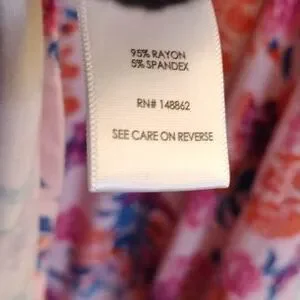 95% RAYON
5% SPANDEX
RN# 148862
SEE CARE ON REVERSE